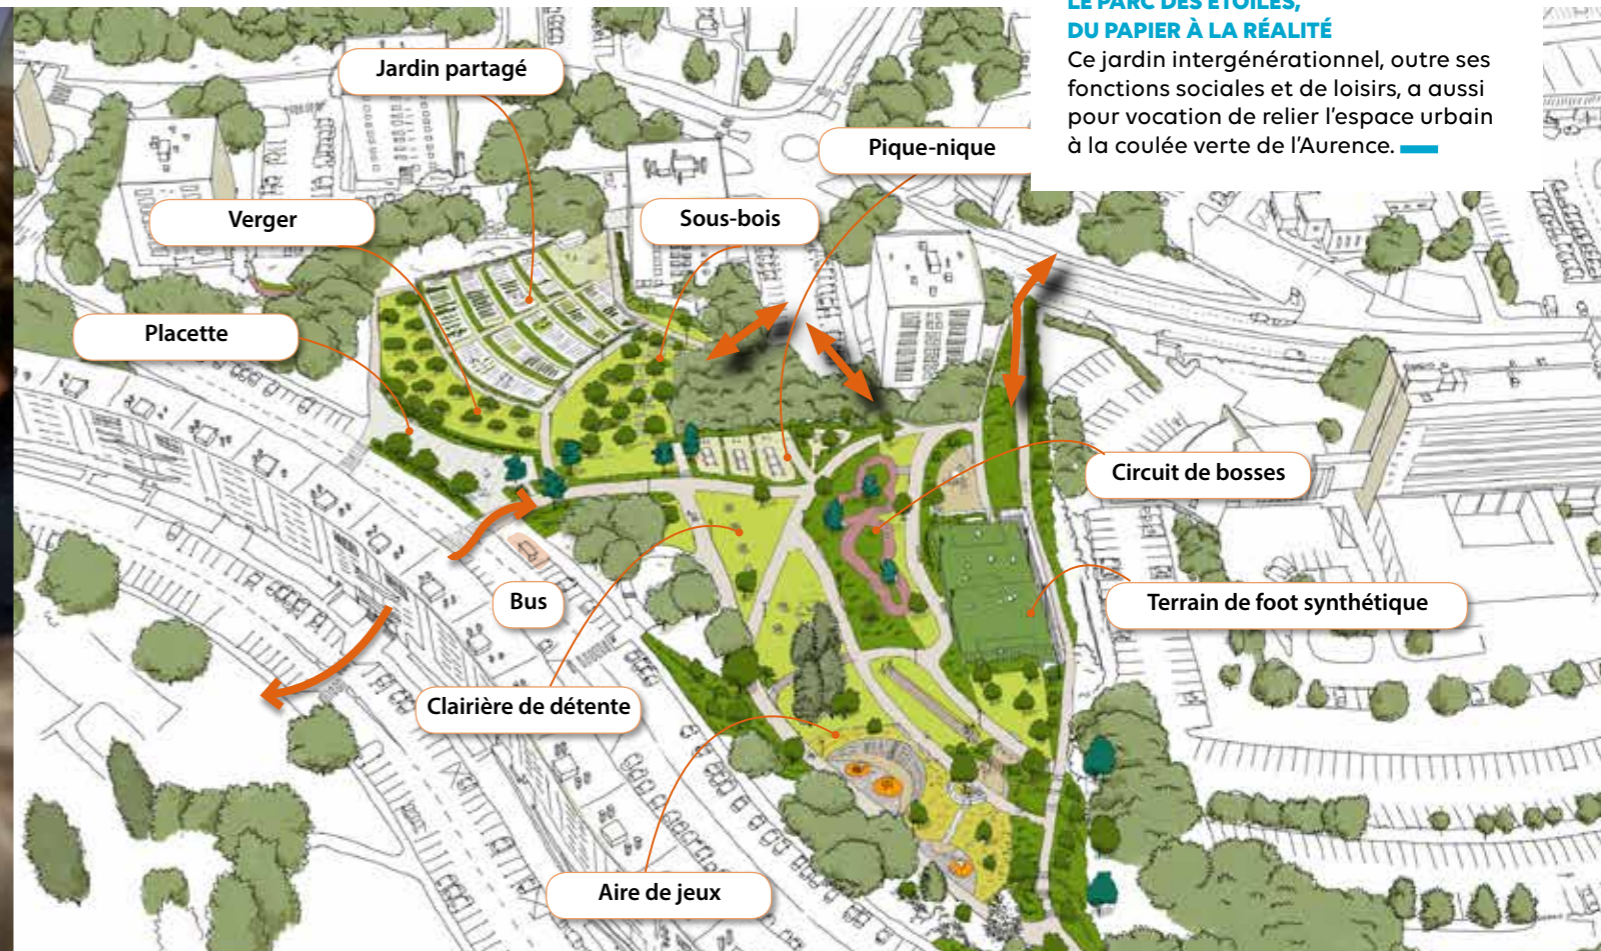 LE PARC DES ÉTOILES,
DU PAPIER À LA RÉALITÉ
Ce jardin intergénérationnel, outre ses
fonctions sociales et de loisirs, a aussi
pour vocation de relier l'espace urbain
à la coulée verte de l'Aurence.
Jardin partagé
Pique-nique
Verger
Sous-bois
Placette
Circuit de bosses
Bus
Terrain de foot synthétique
Clairière de détente
Aire de jeux